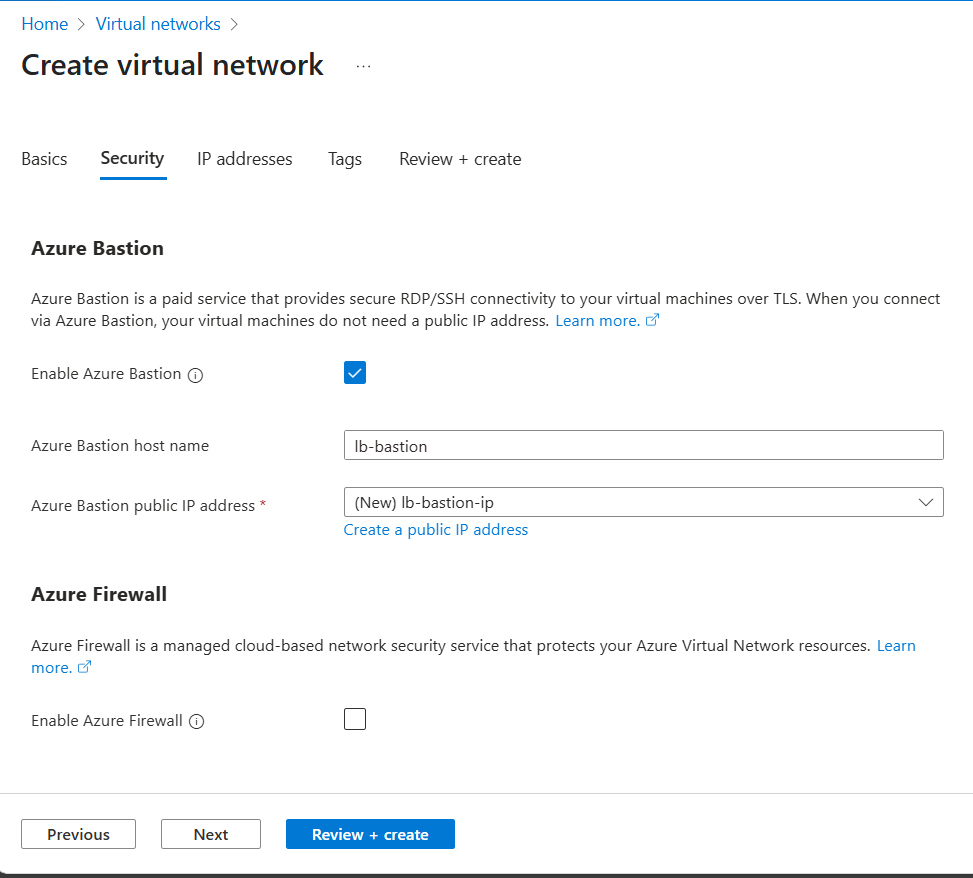 Home > Virtual networks >
Create virtual network ...
Basics Security IP addresses Tags Review + create
Azure Bastion
Azure Bastion is a paid service that provides secure RDP/SSH connectivity to your virtual machines over TLS. When you connect
via Azure Bastion, your virtual machines do not need a public IP address. Learn more.
Enable Azure Bastion
Azure Bastion host name lb-bastion
Azure Bastion public IP address * (New) lb-bastion-ip
Create a public IP address
Azure Firewall
Azure Firewall is a managed cloud-based network security service that protects your Azure Virtual Network resources. Learn
more.
Enable Azure Firewall
Previous Next Review + create